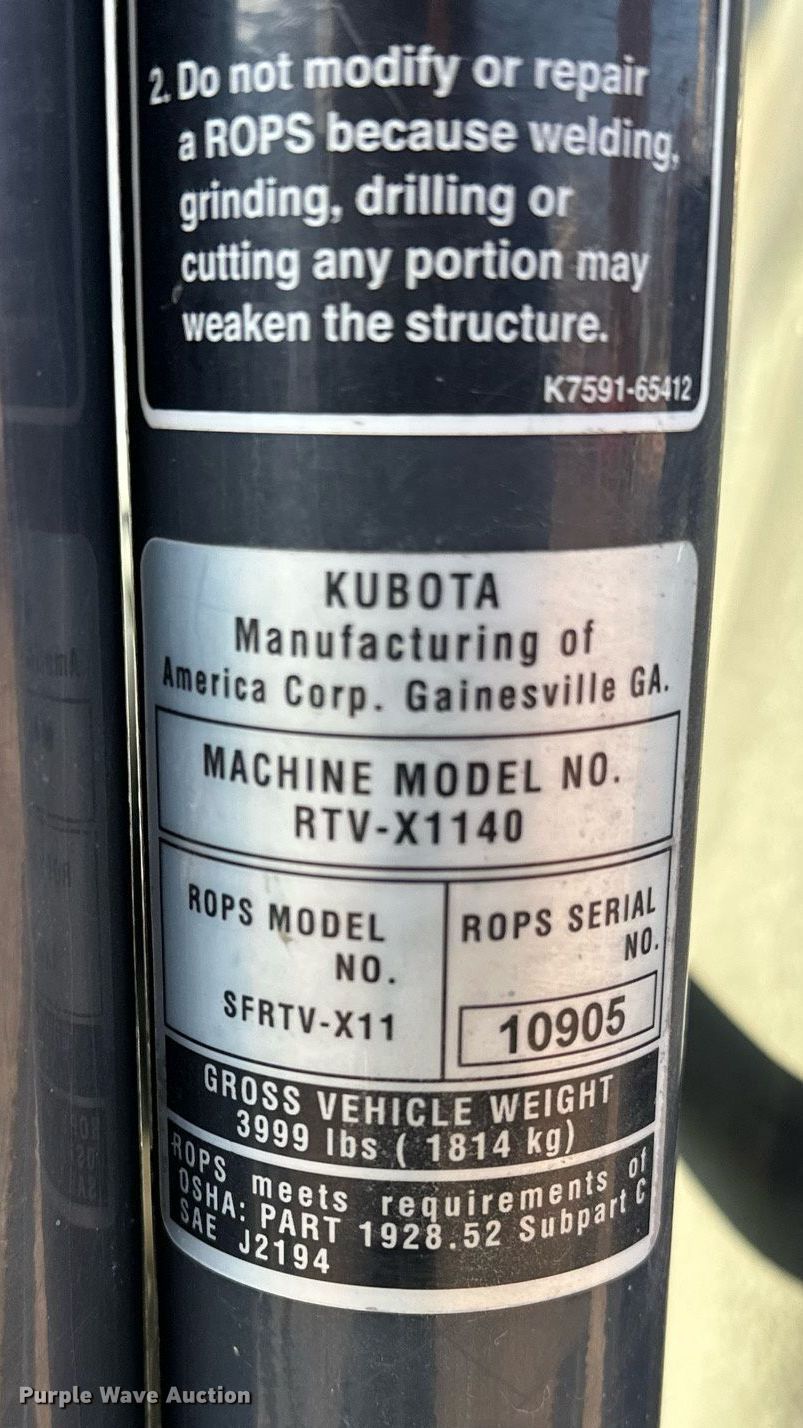 2. Do not modify or repair
a ROPS because welding,
grinding, drilling or
cutting any portion may
weaken the structure.
K7591-65412
KUBOTA
Manufacturing of
America Corp. Gainesville GA.
MACHINE MODEL NO.
RTV-X1140
ROPS MODEL
NO.
SFRTV-X11
ROPS SERIAL
NO.
10905
GROSS VEHICLE WEIGHT
3999 lbs ( 1814 kg)
ROPS meets requirements of
OSHA: PART 1928.52 Subpart C
SAE J2194
Purple Wave Auction